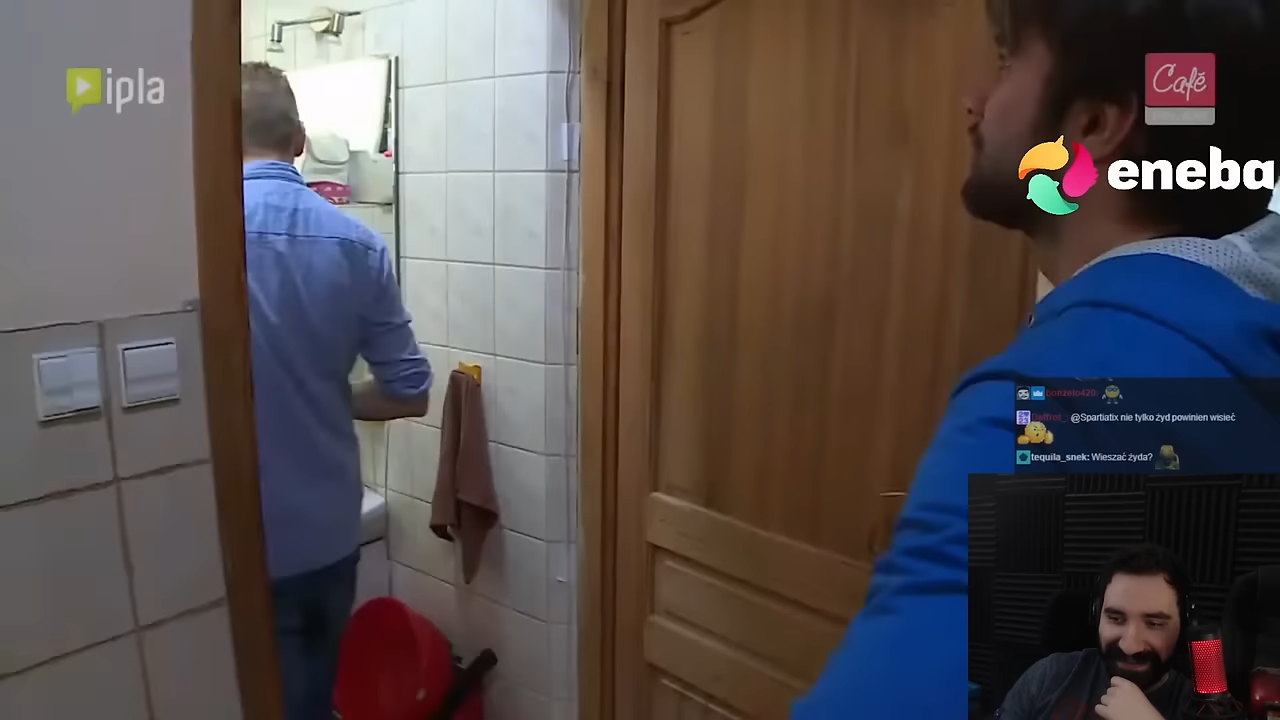 ipla
Café
eneba
@Spartiatix nie tylko żyd powinien wisieć
tequila_snek: Wieszać żyda?